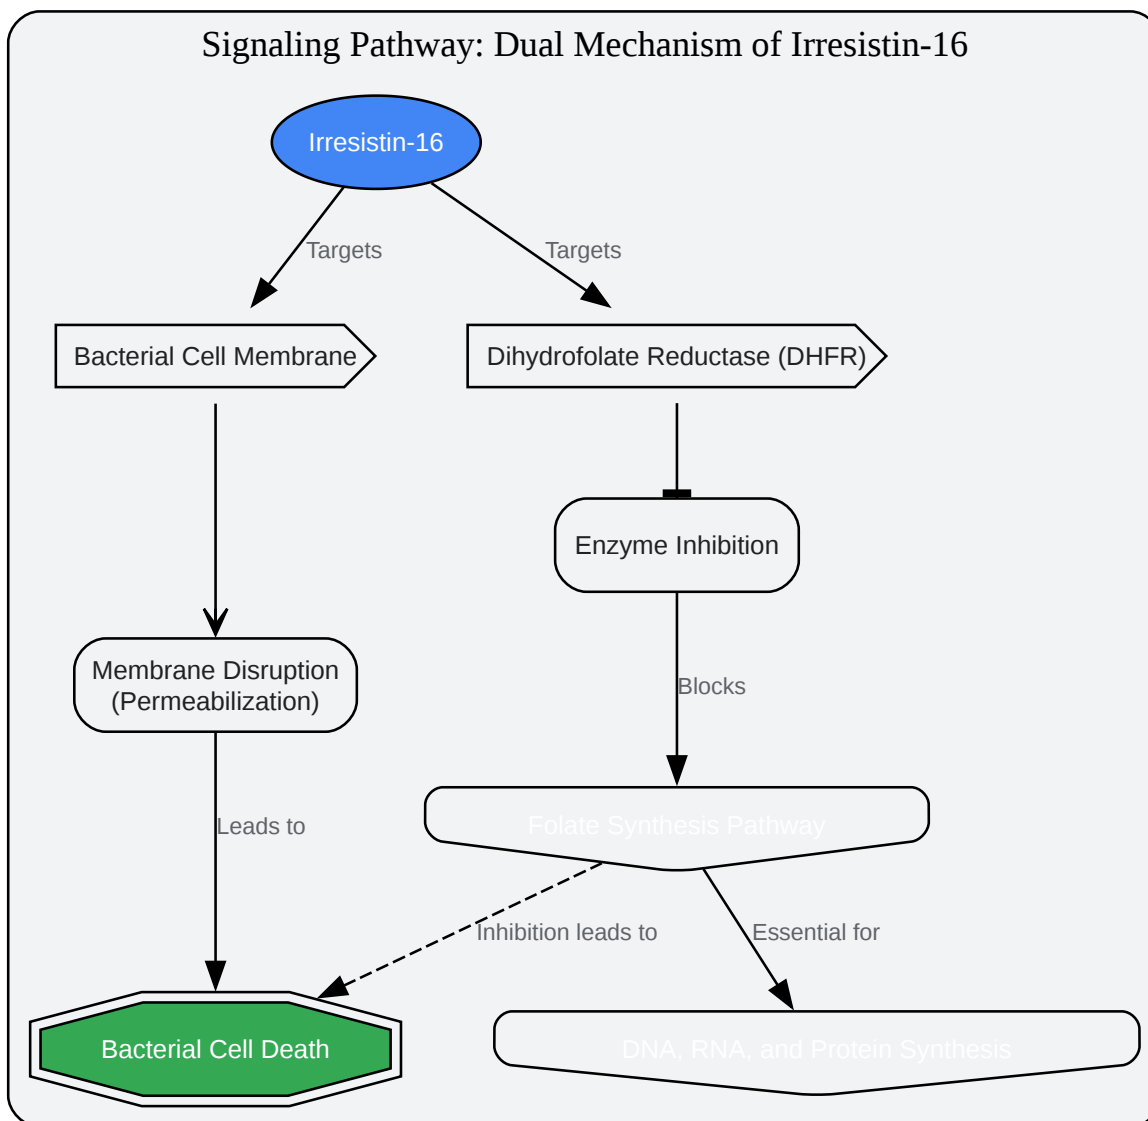 Signaling Pathway: Dual Mechanism of Irresistin-16
Irresistin-16
Targets
Targets
Bacterial Cell Membrane
Dihydrofolate Reductase (DHFR)
Enzyme Inhibition
Membrane Disruption
(Permeabilization)
Blocks
Leads to
Folate Synthesis Pathway
Inhibition leads to
Essential for
Bacterial Cell Death
DNA, RNA, and Protein Synthesis